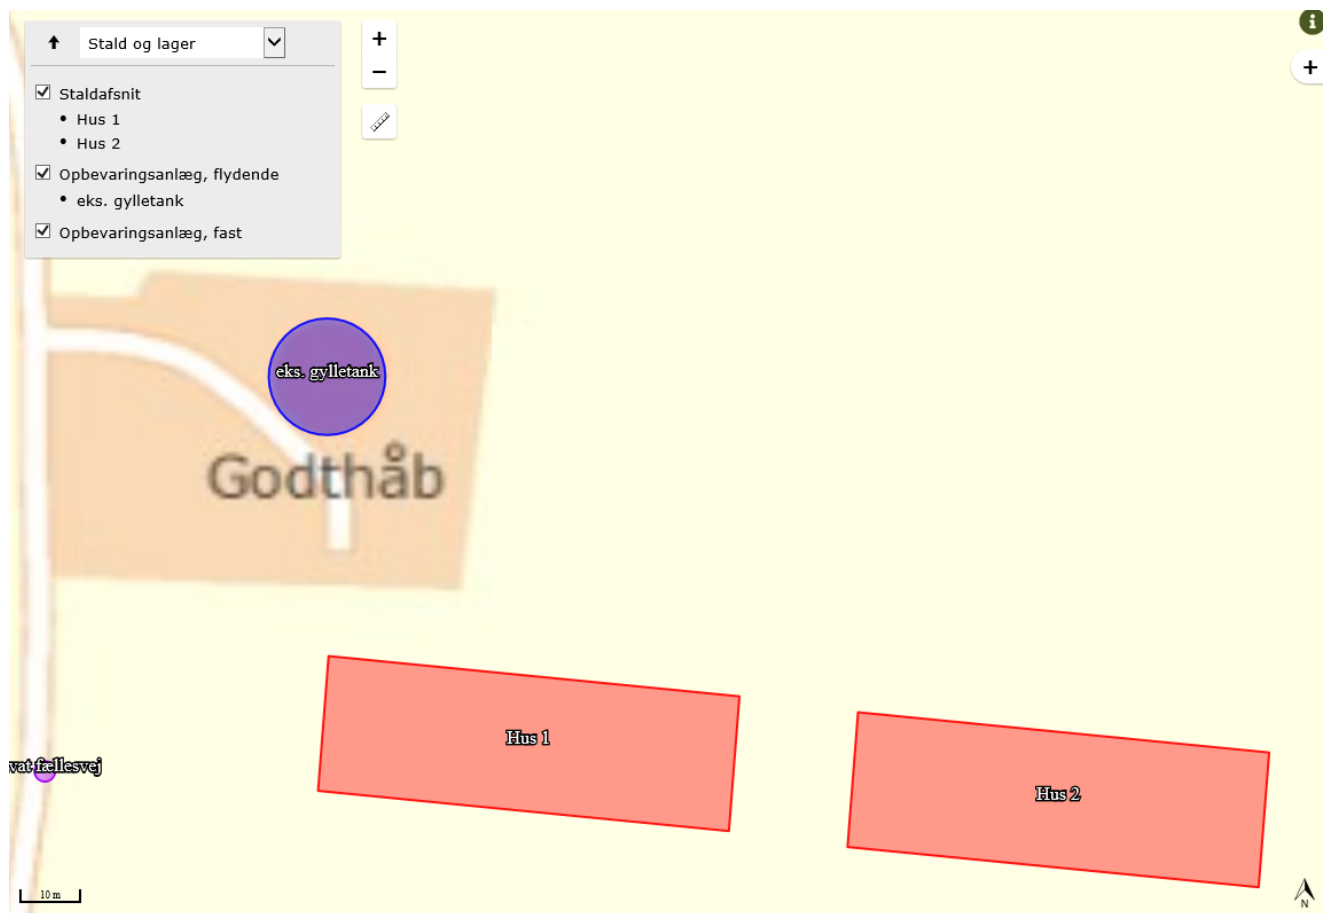 Stald og lager
Staldafsnit
• Hus 1
• Hus 2
Opbevaringsanlæg, flydende
• eks. gylletank
Opbevaringsanlæg, fast
+
−
i
+
eks. gylletank
Godthåb
Hus 1
Hus 2
vat fællesvej
10 m
N